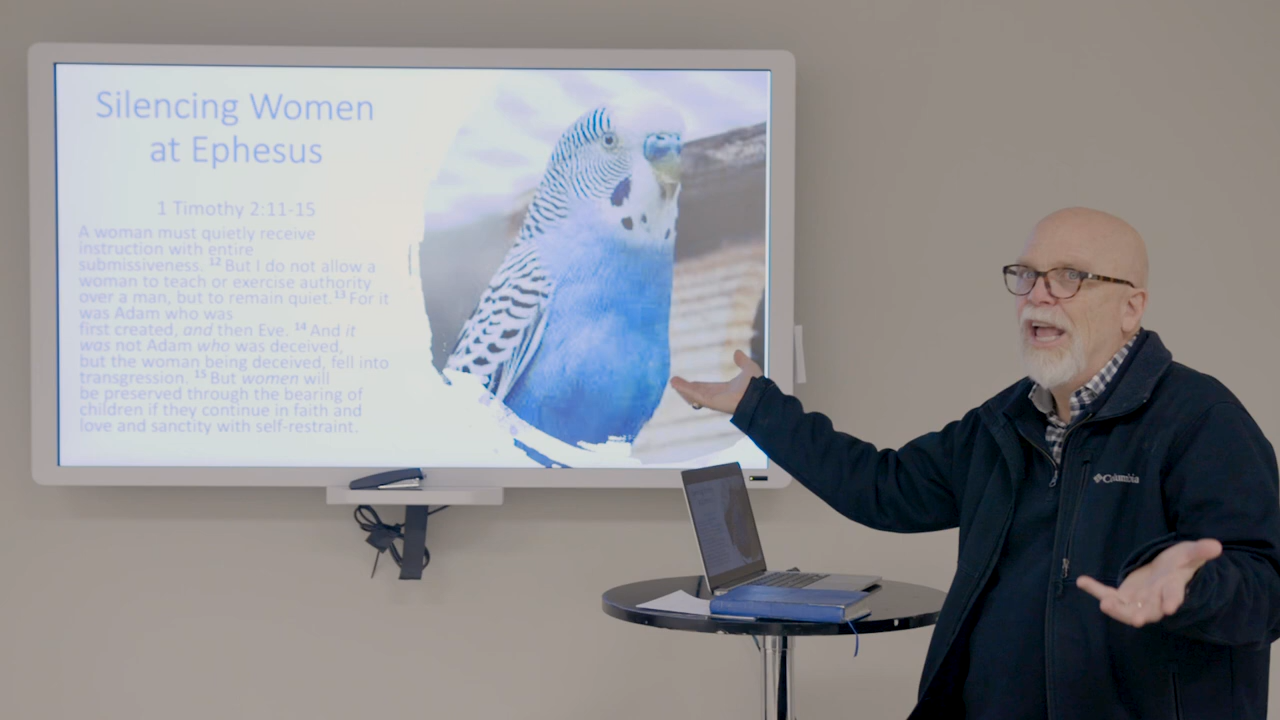 Silencing Women
at Ephesus
1 Timothy 2:11-15
A woman must quietly receive
instruction with entire
submissiveness. 12 But I do not allow a
woman to teach or exercise authority
over a man, but to remain quiet. 13 For it
was Adam who was
first created, and then Eve. 14 And it
was not Adam who was deceived,
but the woman being deceived, fell into
transgression. 15 But women will
be preserved through the bearing of
children if they continue in faith and
love and sanctity with self-restraint.
Columbia